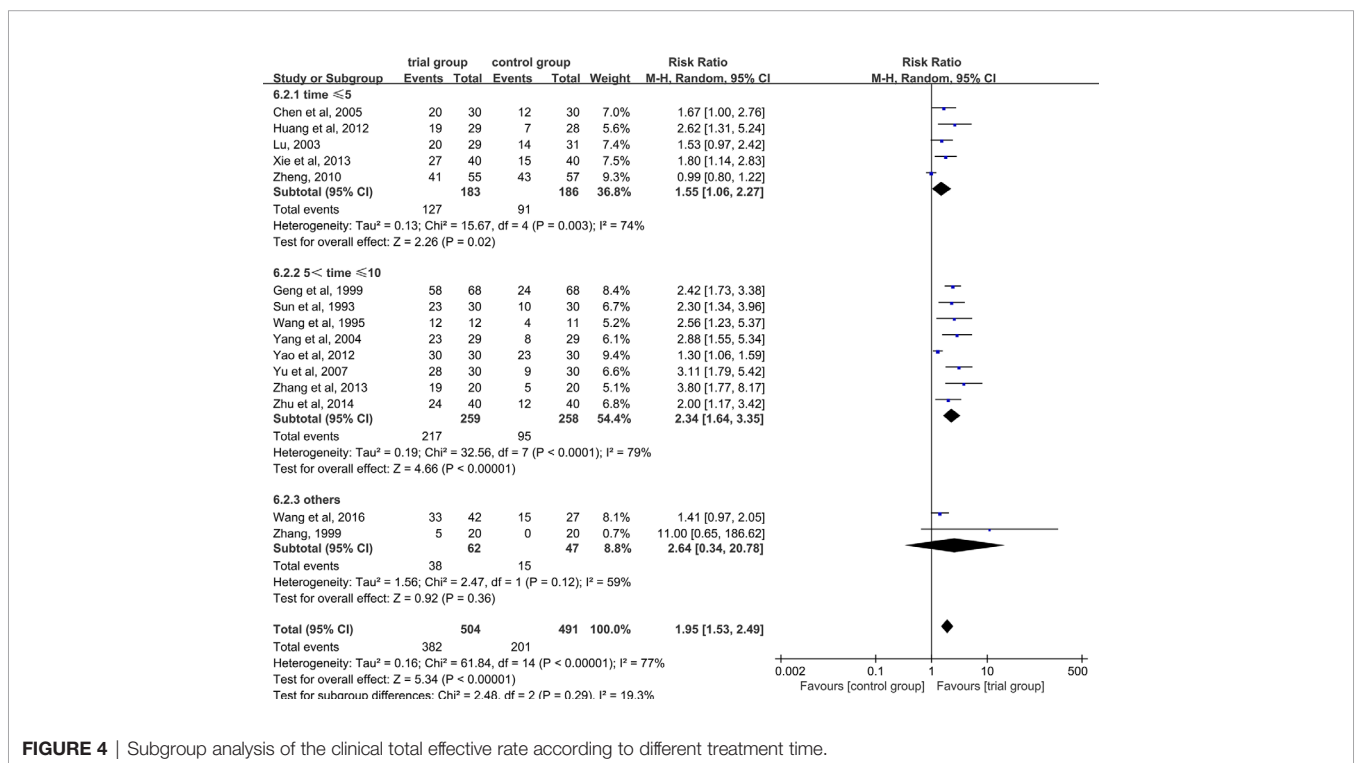 trial group control group Risk Ratio Risk Ratio
Study or Subgroup Events Total Events Total Weight M-H, Random, 95% CI M-H, Random, 95% CI
6.2.1 time ⩽5
Chen et al, 2005 20 30 12 30 7.0% 1.67 [1.00, 2.76]
Huang et al, 2012 19 29 7 28 5.6% 2.62 [1.31, 5.24]
Lu, 2003 20 29 14 31 7.4% 1.53 [0.97, 2.42]
Xie et al, 2013 27 40 15 40 7.5% 1.80 [1.14, 2.83]
Zheng, 2010 41 55 43 57 9.3% 0.99 [0.80, 1.22]
Subtotal (95% CI) 183 186 36.8% 1.55 [1.06, 2.27]
Total events 127 91
Heterogeneity: Tau² = 0.13; Chi² = 15.67, df = 4 (P = 0.003); I² = 74%
Test for overall effect: Z = 2.26 (P = 0.02)
6.2.2 5< time ⩽10
Geng et al, 1999 58 68 24 68 8.4% 2.42 [1.73, 3.38]
Sun et al, 1993 23 30 10 30 6.7% 2.30 [1.34, 3.96]
Wang et al, 1995 12 12 4 11 5.2% 2.56 [1.23, 5.37]
Yang et al, 2004 23 29 8 29 6.1% 2.88 [1.55, 5.34]
Yao et al, 2012 30 30 23 30 9.4% 1.30 [1.06, 1.59]
Yu et al, 2007 28 30 9 30 6.6% 3.11 [1.79, 5.42]
Zhang et al, 2013 19 20 5 20 5.1% 3.80 [1.77, 8.17]
Zhu et al, 2014 24 40 12 40 6.8% 2.00 [1.17, 3.42]
Subtotal (95% CI) 259 258 54.4% 2.34 [1.64, 3.35]
Total events 217 95
Heterogeneity: Tau² = 0.19; Chi² = 32.56, df = 7 (P < 0.0001); I² = 79%
Test for overall effect: Z = 4.66 (P < 0.00001)
6.2.3 others
Wang et al, 2016 33 42 15 27 8.1% 1.41 [0.97, 2.05]
Zhang, 1999 5 20 0 20 0.7% 11.00 [0.65, 186.62]
Subtotal (95% CI) 62 47 8.8% 2.64 [0.34, 20.78]
Total events 38 15
Heterogeneity: Tau² = 1.56; Chi² = 2.47, df = 1 (P = 0.12); I² = 59%
Test for overall effect: Z = 0.92 (P = 0.36)
Total (95% CI) 504 491 100.0% 1.95 [1.53, 2.49]
Total events 382 201
Heterogeneity: Tau² = 0.16; Chi² = 61.84, df = 14 (P < 0.00001); I² = 77%
Test for overall effect: Z = 5.34 (P < 0.00001)
Test for subgroup differences: Chi² = 2.48, df = 2 (P = 0.29), I² = 19.3%
0.002 0.1 1 10 500
Favours [control group] Favours [trial group]
FIGURE 4 | Subgroup analysis of the clinical total effective rate according to different treatment time.